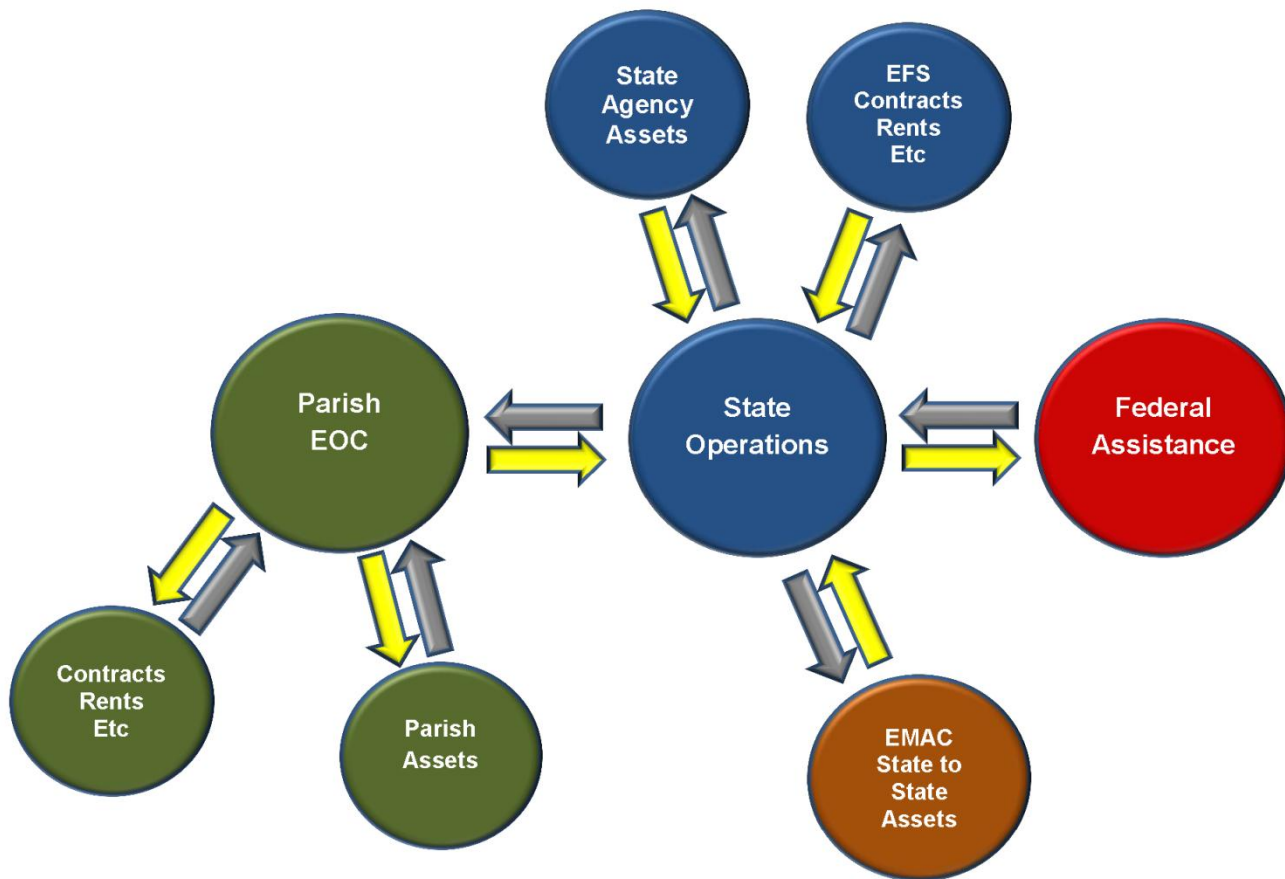 State
Agency
Assets
EFS
Contracts
Rents
Etc
Parish
EOC
State
Operations
Federal
Assistance
Contracts
Rents
Etc
Parish
Assets
EMAC
State to
State
Assets